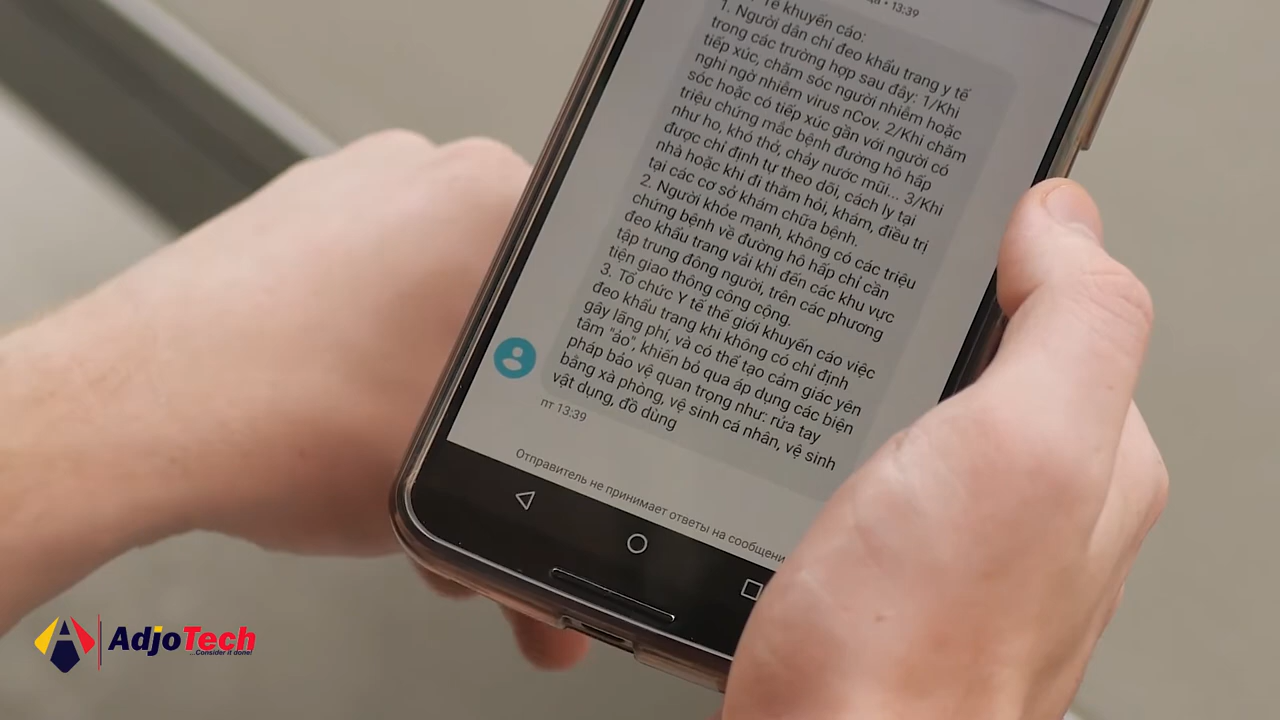 • 13:39
Tế khuyến cáo:
1. Người dân chỉ đeo khẩu trang y tế
trong các trường hợp sau đây: 1/Khi
tiếp xúc, chăm sóc người nhiễm hoặc
nghi ngờ nhiễm virus nCov. 2/Khi chăm
sóc hoặc có tiếp xúc gần với người có
triệu chứng mắc bệnh đường hô hấp
như ho, khó thở, chảy nước mũi... 3/Khi
được chỉ định tự theo dõi, cách ly tại
nhà hoặc khi đi thăm hỏi, khám, điều trị
tại các cơ sở khám chữa bệnh.
2. Người khỏe mạnh, không có các triệu
chứng bệnh về đường hô hấp chỉ cần
đeo khẩu trang vải khi đến các khu vực
tập trung đông người, trên các phương
tiện giao thông công cộng.
3. Tổ chức Y tế thế giới khuyến cáo việc
đeo khẩu trang khi không có chỉ định
gây lãng phí, và có thể tạo cảm giác yên
tâm "ảo", khiến bỏ qua áp dụng các biện
pháp bảo vệ quan trọng như: rửa tay
bằng xà phòng, vệ sinh cá nhân, vệ sinh
vật dụng, đồ dùng
пт 13:39
Отправитель не принимает ответы на сообщени
AdjoTech
...Consider it done!